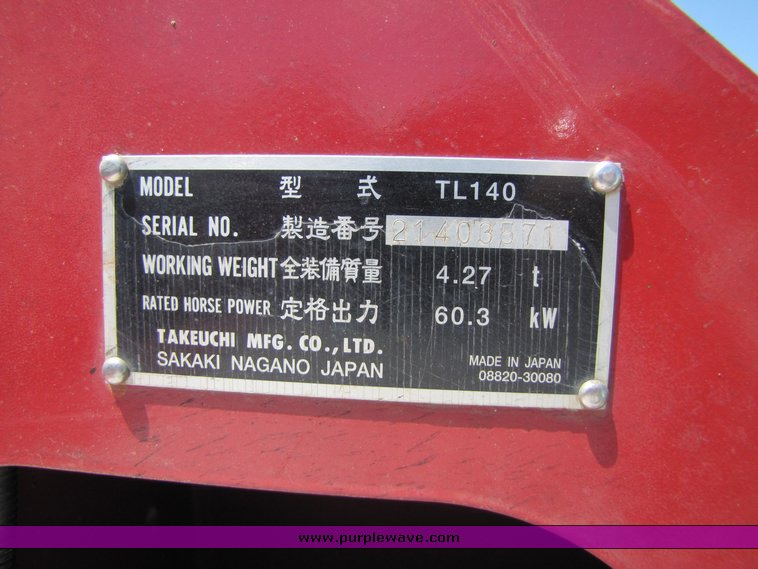 MODEL 型 式 TL140
SERIAL NO. 製造番号 21403871
WORKING WEIGHT 全装備質量 4.27 t
RATED HORSE POWER 定格出力 60.3 kW
TAKEUCHI MFG. CO., LTD.
SAKAKI NAGANO JAPAN
MADE IN JAPAN
08820-30080
www.purplewave.com